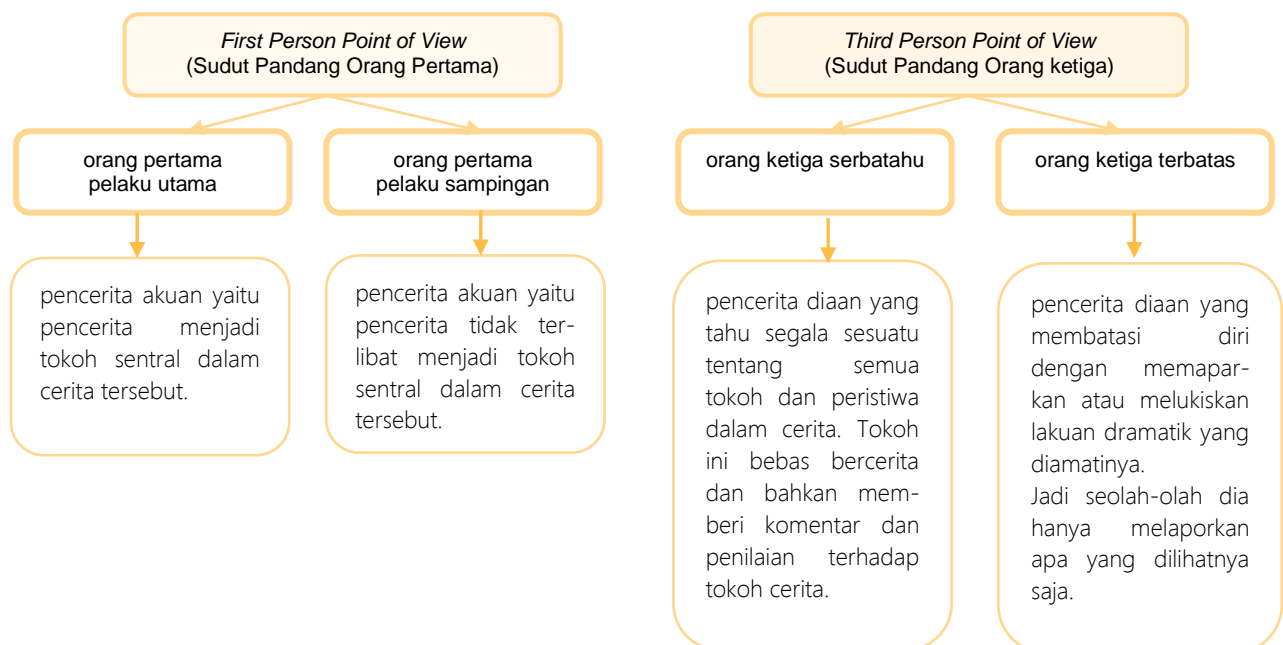 First Person Point of View
(Sudut Pandang Orang Pertama)
orang pertama
pelaku utama
orang pertama
pelaku sampingan
pencerita akuan yaitu
pencerita menjadi
tokoh sentral dalam
cerita tersebut.
pencerita akuan yaitu
pencerita tidak ter-
libat menjadi tokoh
sentral dalam cerita
tersebut.
Third Person Point of View
(Sudut Pandang Orang ketiga)
orang ketiga serbatahu
orang ketiga terbatas
pencerita diaan yang
tahu segala sesuatu
tentang semua
tokoh dan peristiwa
dalam cerita. Tokoh
ini bebas bercerita
dan bahkan mem-
beri komentar dan
penilaian terhadap
tokoh cerita.
pencerita diaan yang
membatasi diri
dengan memapar-
kan atau melukiskan
lakuan dramatik yang
diamatinya.
Jadi seolah-olah dia
hanya melaporkan
apa yang dilihatnya
saja.